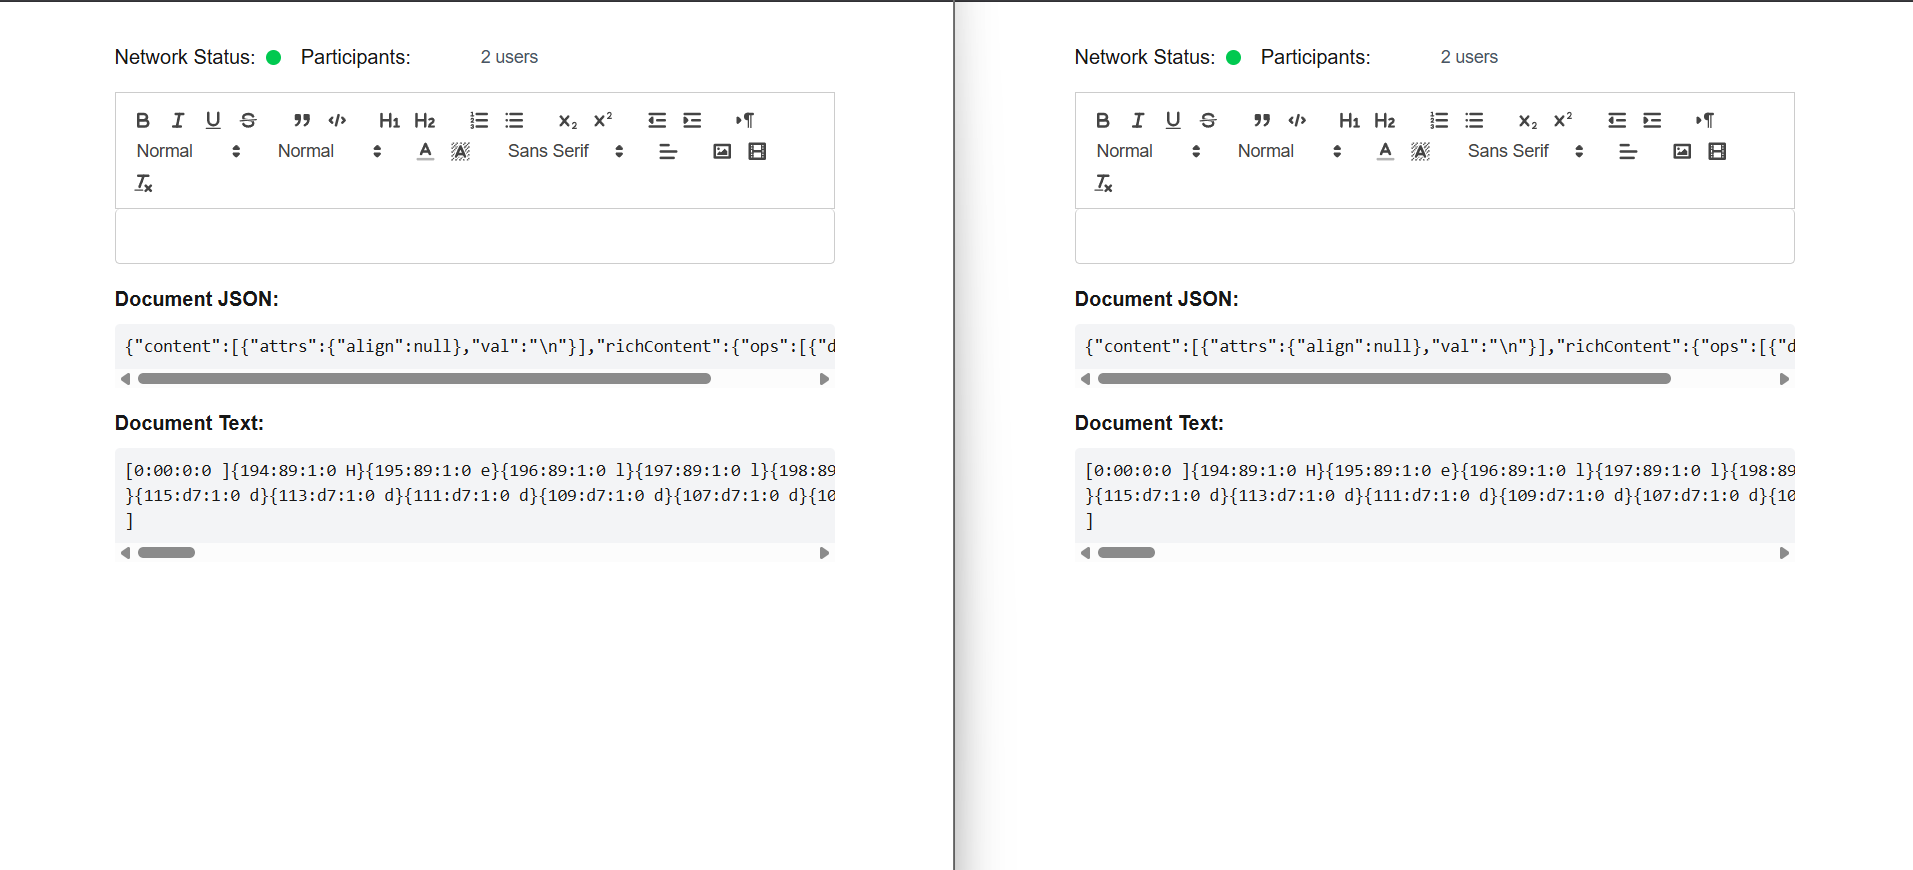 Network Status: Participants: 2 users
B I U S ” </> H1 H2 x2 x2 ¶
Normal Normal A A Sans Serif
Tx
Document JSON:
{"content":[{"attrs":{"align":null},"val":"\n"}],"richContent":{"ops":[{"d
Document Text:
[0:00:0:0 ]{194:89:1:0 H}{195:89:1:0 e}{196:89:1:0 l}{197:89:1:0 l}{198:89
}{115:d7:1:0 d}{113:d7:1:0 d}{111:d7:1:0 d}{109:d7:1:0 d}{107:d7:1:0 d}{10
]
Network Status: Participants: 2 users
B I U S ” </> H1 H2 x2 x2 ¶
Normal Normal A A Sans Serif
Tx
Document JSON:
{"content":[{"attrs":{"align":null},"val":"\n"}],"richContent":{"ops":[{"d
Document Text:
[0:00:0:0 ]{194:89:1:0 H}{195:89:1:0 e}{196:89:1:0 l}{197:89:1:0 l}{198:89
}{115:d7:1:0 d}{113:d7:1:0 d}{111:d7:1:0 d}{109:d7:1:0 d}{107:d7:1:0 d}{10
]